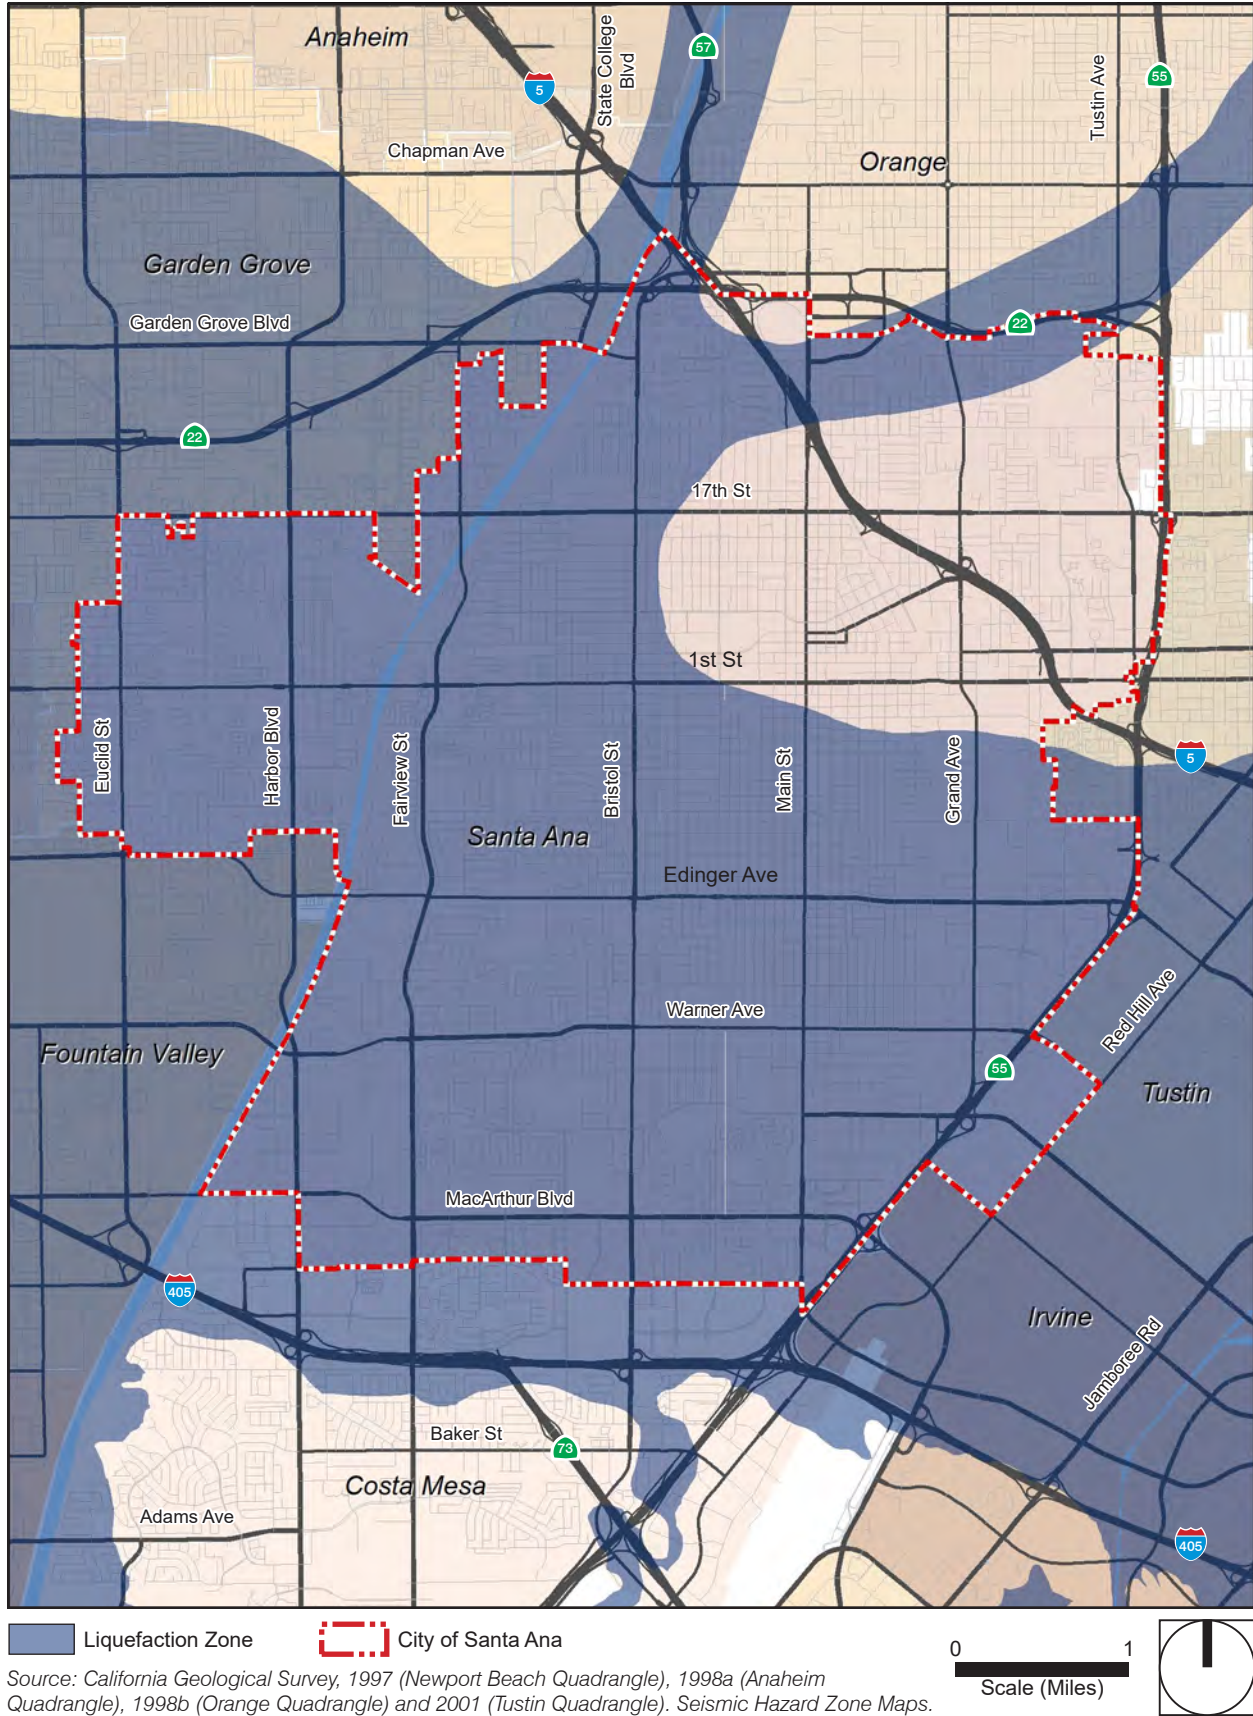 Anaheim
State College
Blvd
57
Tustin Ave
55
5
Chapman Ave
Orange
Garden Grove
Garden Grove Blvd
22
22
17th St
1st St
Euclid St
Harbor Blvd
Fairview St
Bristol St
Main St
Grand Ave
5
Santa Ana
Edinger Ave
Warner Ave
Red Hill Ave
Fountain Valley
55
Tustin
MacArthur Blvd
405
Irvine
Jamboree Rd
Baker St
73
Costa Mesa
Adams Ave
405
Liquefaction Zone
City of Santa Ana
0 1
Scale (Miles)
Source: California Geological Survey, 1997 (Newport Beach Quadrangle), 1998a (Anaheim
Quadrangle), 1998b (Orange Quadrangle) and 2001 (Tustin Quadrangle). Seismic Hazard Zone Maps.